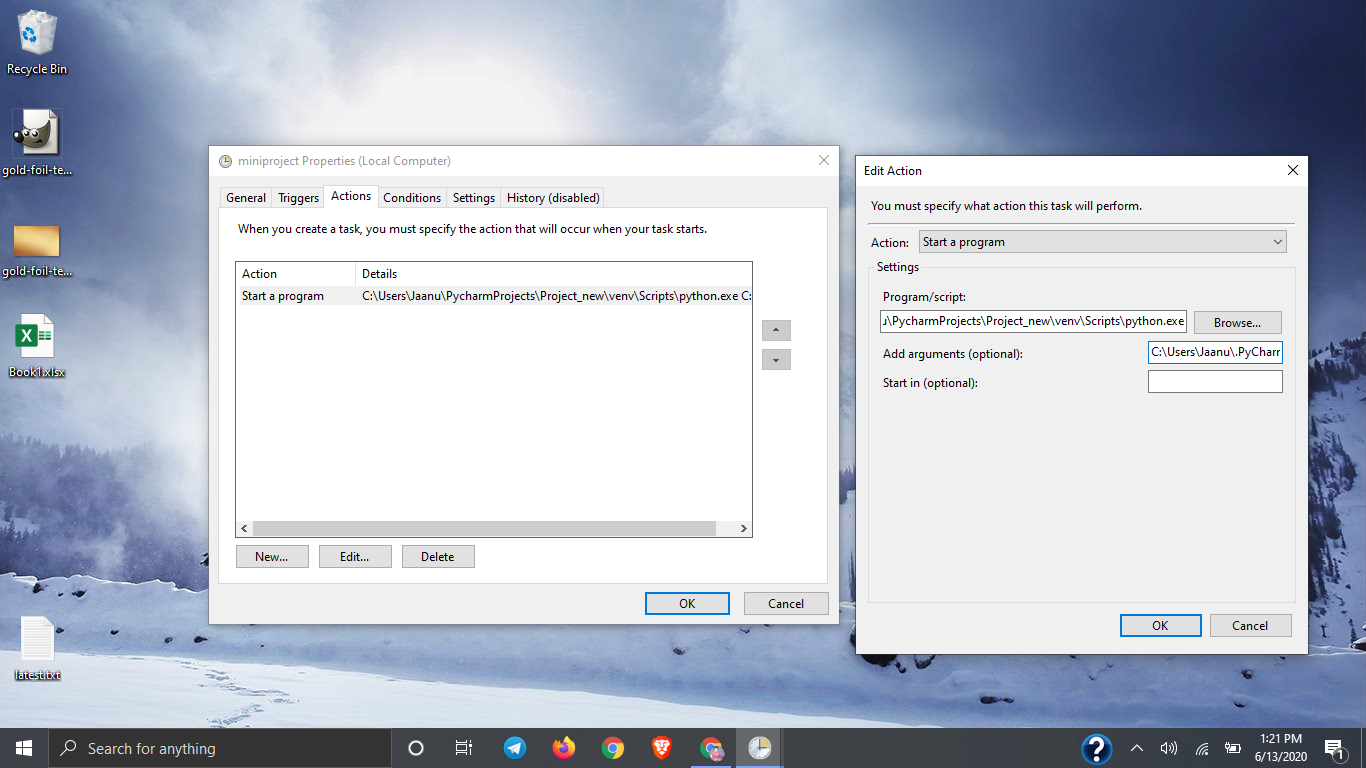 Recycle Bin
gold-foil-te...
gold-foil-te...
Book1.xlsx
latest.txt
miniproject Properties (Local Computer)
General Triggers Actions Conditions Settings History (disabled)
When you create a task, you must specify the action that will occur when your task starts.
Action Details
Start a program C:\Users\Jaanu\PycharmProjects\Project_new\venv\Scripts\python.exe C:
New... Edit... Delete
OK Cancel
Edit Action
You must specify what action this task will perform.
Action: Start a program
Settings
Program/script:
\PycharmProjects\Project_new\venv\Scripts\python.exe Browse...
Add arguments (optional): C:\Users\Jaanu\.PyCharm
Start in (optional):
OK Cancel
Search for anything
1:21 PM
6/13/2020
1